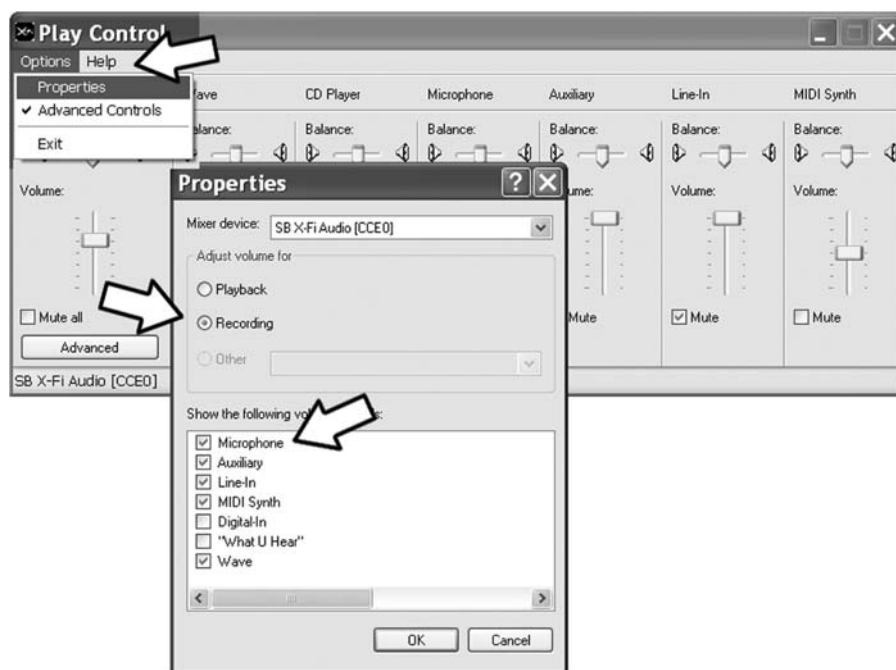 Play Control
Options Help
Properties
Advanced Controls
Exit
CD Player
Microphone
Auxiliary
Line-In
MIDI Synth
Balance:
Balance:
Balance:
Balance:
Balance:
Volume:
Volume:
Volume:
Mute all
Mute
Mute
Mute
Advanced
SB X-Fi Audio [CCE0]
Properties
Mixer device: SB X-Fi Audio [CCE0]
Adjust volume for
Playback
Recording
Other
Show the following
Microphone
Auxiliary
Line-In
MIDI Synth
Digital-In
"What U Hear"
Wave
OK Cancel